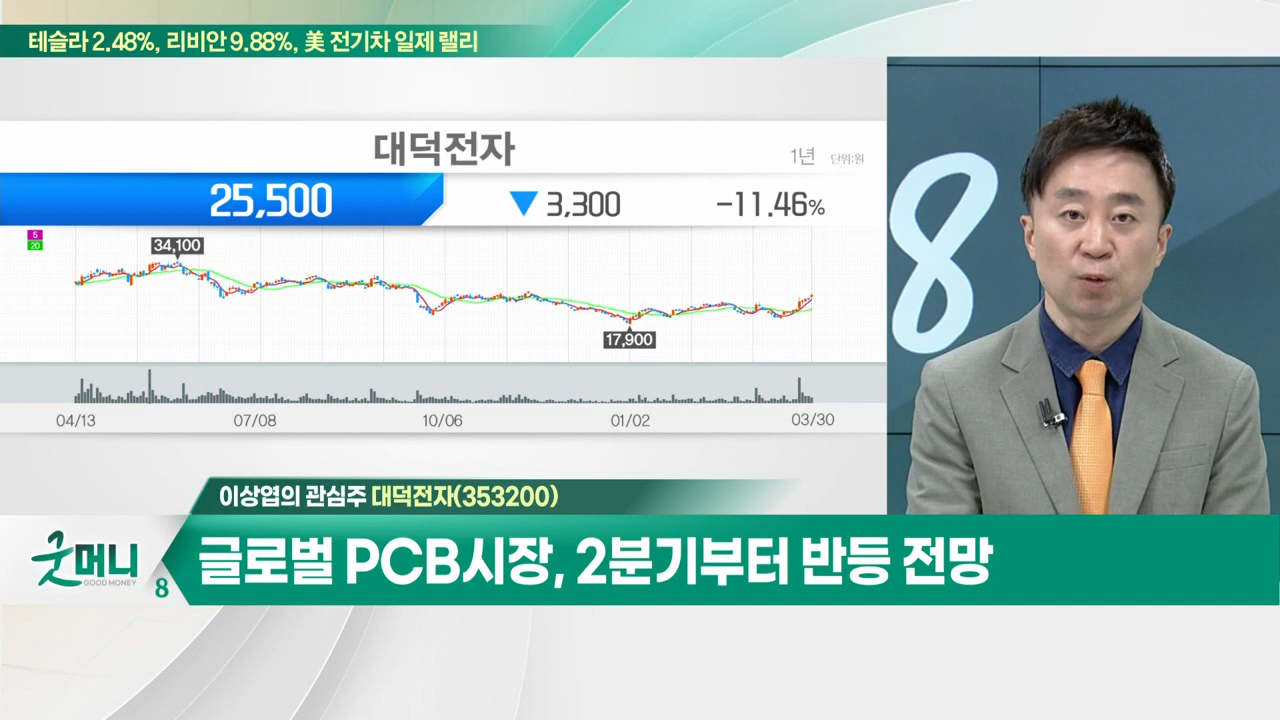 테슬라 2.48%, 리비안 9.88%, 美 전기차 일제 랠리
대덕전자
1년 단위:원
25,500 ▼ 3,300 -11.46%
5
20
34,100
17,900
04/13 07/08 10/06 01/02 03/30
8
이상엽의 관심주 대덕전자(353200)
굿머니
GOOD MONEY
8
글로벌 PCB시장, 2분기부터 반등 전망